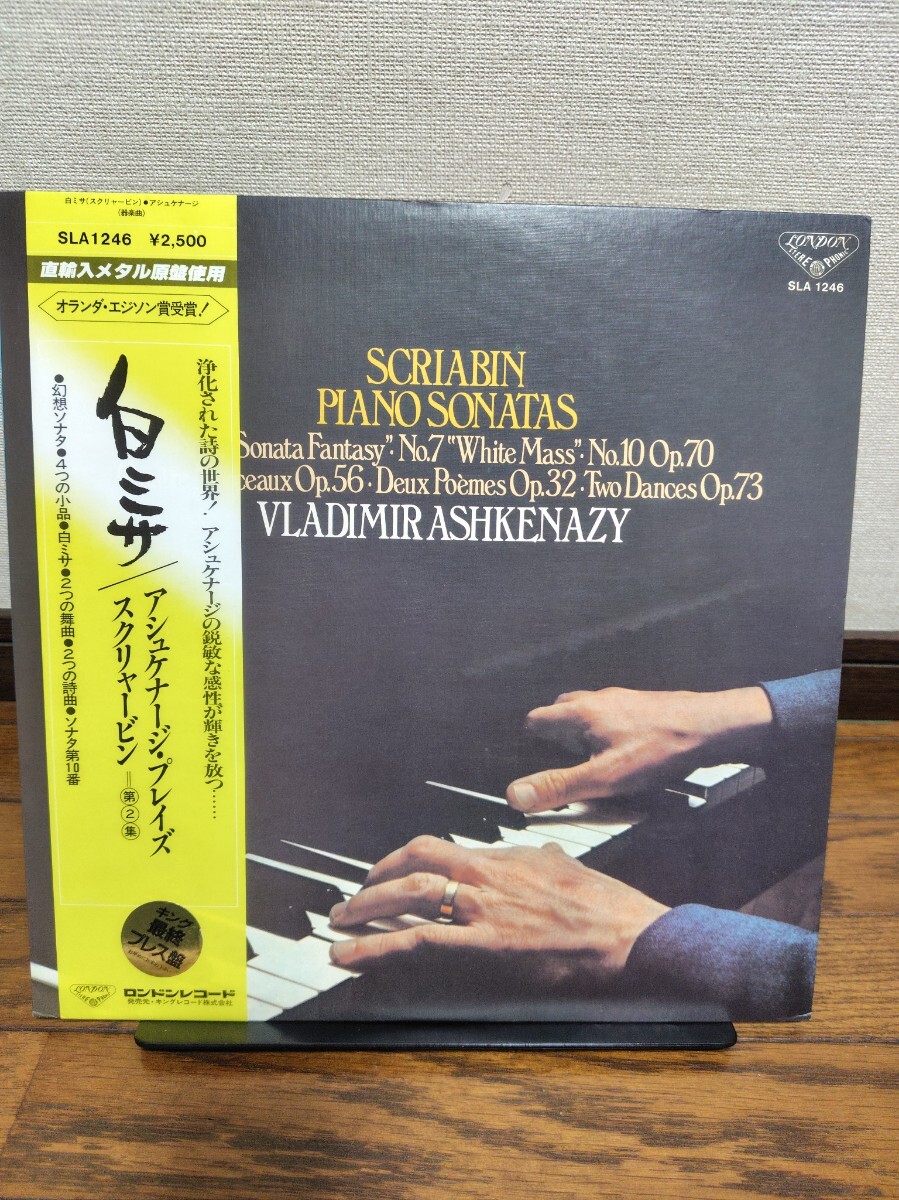 白ミサ(スクリャービン)●アシュケナージ
(器楽曲)
SLA1246 ¥2,500
直輸入メタル原盤使用
オランダ・エジソン賞受賞!
浄化された詩の世界! アシュケナージの鋭敏な感性が輝きを放つ……
白ミサ/アシュケナージ・プレイズ
スクリャービン=第2集
●幻想ソナタ●4つの小品●白ミサ●2つの舞曲●2つの詩曲●ソナタ第10番
キング
最終
プレス盤
LONDON
ロンドンレコード
発売元・キングレコード株式会社
LONDON
STEREOPHONIC
SLA 1246
SCRIABIN
PIANO SONATAS
Sonata Fantasy"· No.7 "White Mass"· No.10 Op.70
ceaux Op.56 · Deux Poèmes Op.32 · Two Dances Op.73
VLADIMIR ASHKENAZY